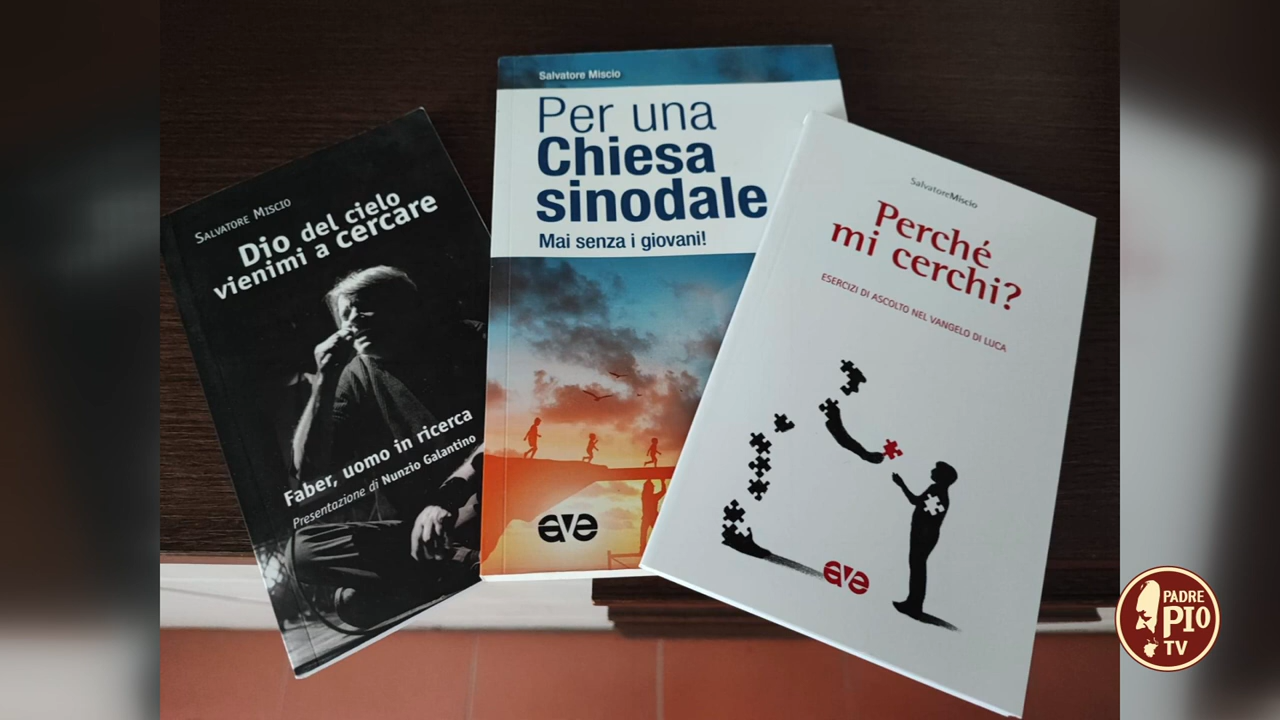 Salvatore Miscio
Dio del cielo
vienimi a cercare
Faber, uomo in ricerca
Presentazione di Nunzio Galantino
Salvatore Miscio
Per una
Chiesa
sinodale
Mai senza i giovani!
ave
SalvatoreMiscio
Perché
mi cerchi?
ESERCIZI DI ASCOLTO NEL VANGELO DI LUCA
ave
PADRE
PIO
TV